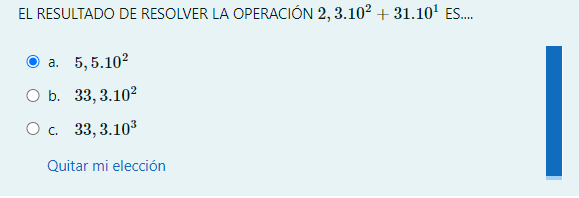 EL RESULTADO DE RESOLVER LA OPERACIÓN 2, 3.10² + 31.10¹ ES....
a. 5, 5.10²
b. 33, 3.10²
c. 33, 3.10³
Quitar mi elección